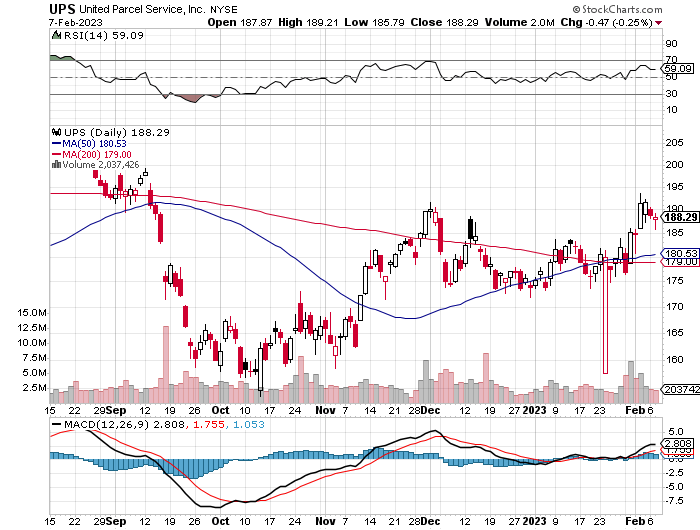 UPS United Parcel Service, Inc. NYSE © StockCharts.com
7-Feb-2023 Open 187.87 High 189.21 Low 185.79 Close 188.29 Volume 2.0M Chg -0.47 (-0.25%)
RSI(14) 59.09
90
70
59.09
50
30
10
UPS (Daily) 188.29
MA(50) 180.53
MA(200) 179.00
Volume 2,037,426
205
200
195
190
188.29
185
180.53
179.00
175
170
165
160
15.0M
12.5M
10.0M
7.5M
5.0M
2.5M
2037426
15 22 29 Sep 12 19 26 Oct 10 17 24 Nov 7 14 21 28 Dec 12 19 27 2023 9 17 23 Feb 6
MACD(12,26,9) 2.808, 1.755, 1.053
5.0
2.808
1.755
0.0
-2.5
-5.0
-7.5
15 22 29 Sep 12 19 26 Oct 10 17 24 Nov 7 14 21 28 Dec 12 19 27 2023 9 17 23 Feb 6